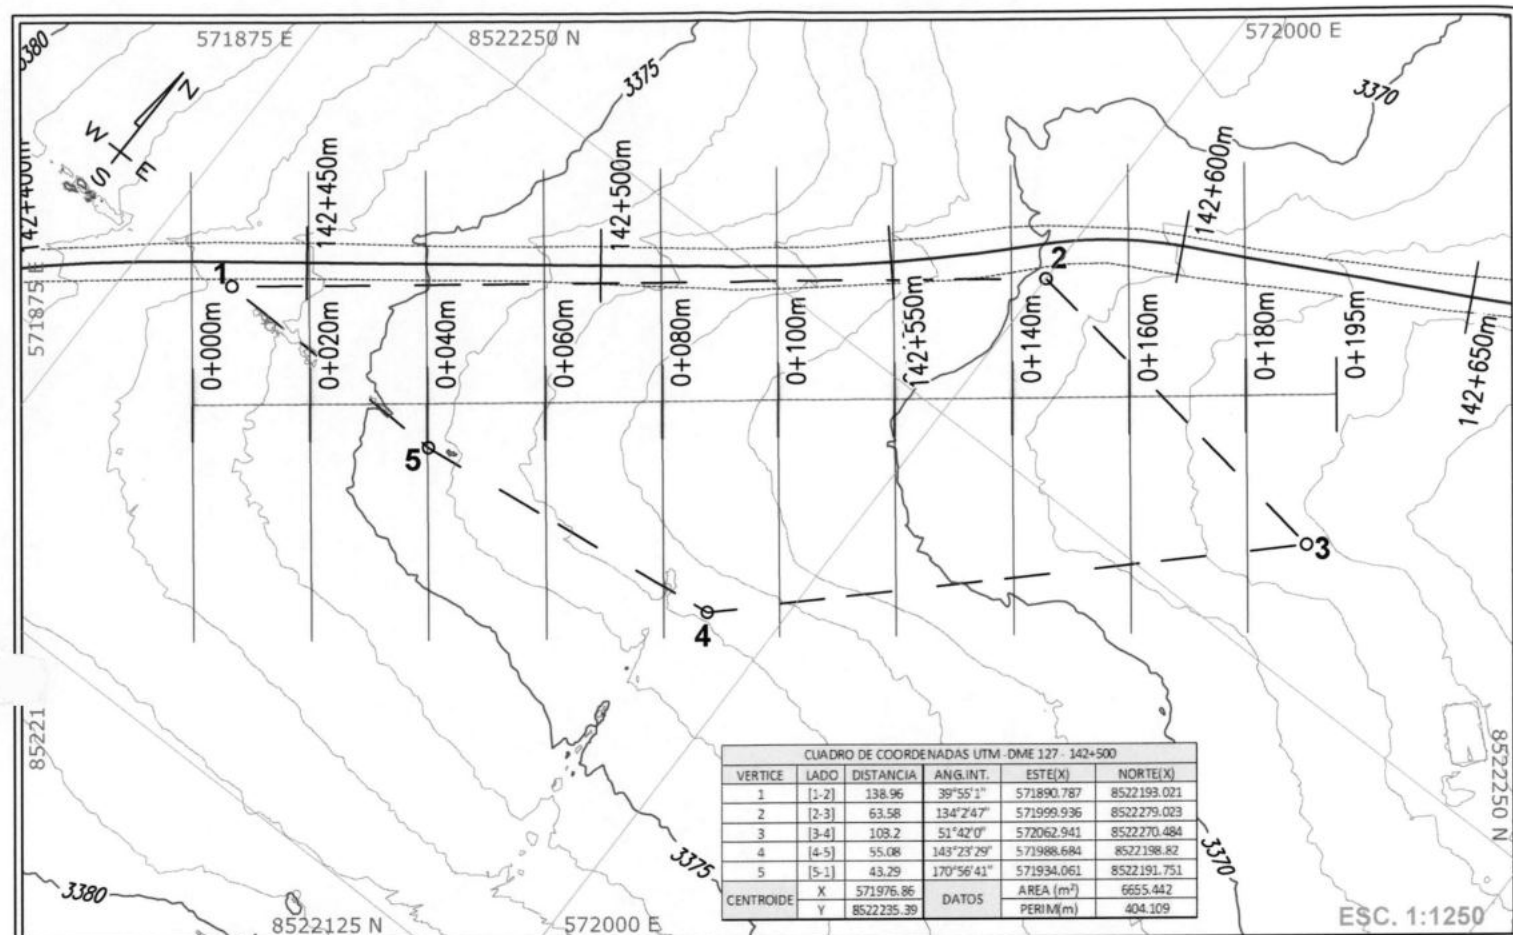 3380
571875 E
8522250 N
3375
572000 E
3370
N
W
E
S
142+400m
142+450m
142+500m
142+600m
1
2
571875 E
0+000m
0+020m
0+040m
0+060m
0+080m
0+100m
142+550m
0+140m
0+160m
0+180m
0+195m
142+650m
5
3
4
85221
8522250 N
CUADRO DE COORDENADAS UTM -DME 127 - 142+500
VERTICE LADO DISTANCIA ANG.INT. ESTE(X) NORTE(X)
1 [1-2] 138.96 39°55'1" 571890.787 8522193.021
2 [2-3] 63.58 134°2'47" 571999.936 8522279.023
3 [3-4] 103.2 51°42'0" 572062.941 8522270.484
4 [4-5] 55.08 143°23'29" 571988.684 8522198.82
5 [5-1] 43.29 170°56'41" 571934.061 8522191.751
CENTROIDE X 571976.86 DATOS AREA (m²) 6655.442
Y 8522235.39 PERIM(m) 404.109
3375
3370
3380
8522125 N
572000 E
ESC. 1:1250